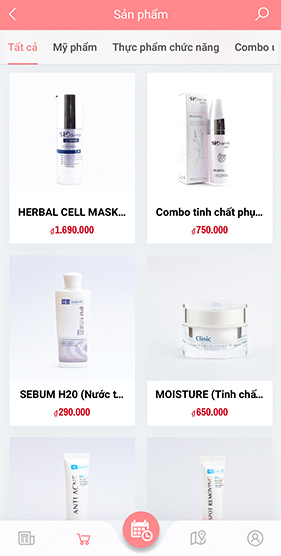 Sản phẩm
Tất cả Mỹ phẩm Thực phẩm chức năng Combo ư
HERBAL CELL MASK... Combo tinh chất phụ...
₫1.690.000 ₫750.000
Clinic
SEBUM H20 (Nước t... MOISTURE (Tinh chấ...
₫290.000 ₫650.000
ANTI ACNE SPOT REMOVING